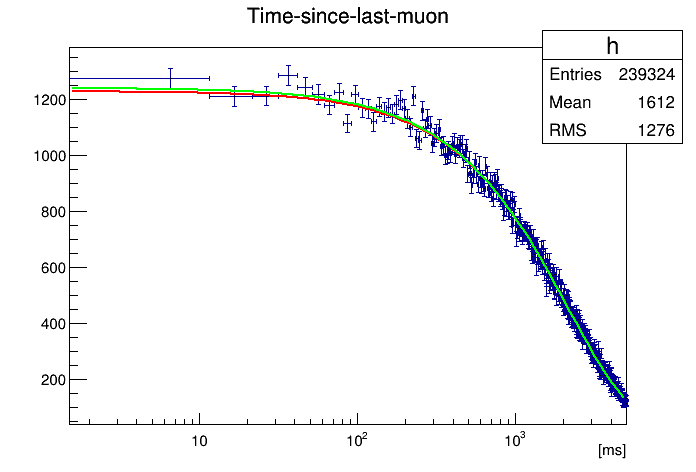 Time-since-last-muon
h
Entries 239324
Mean 1612
RMS 1276
1200
1000
800
600
400
200
10
10²
10³
[ms]